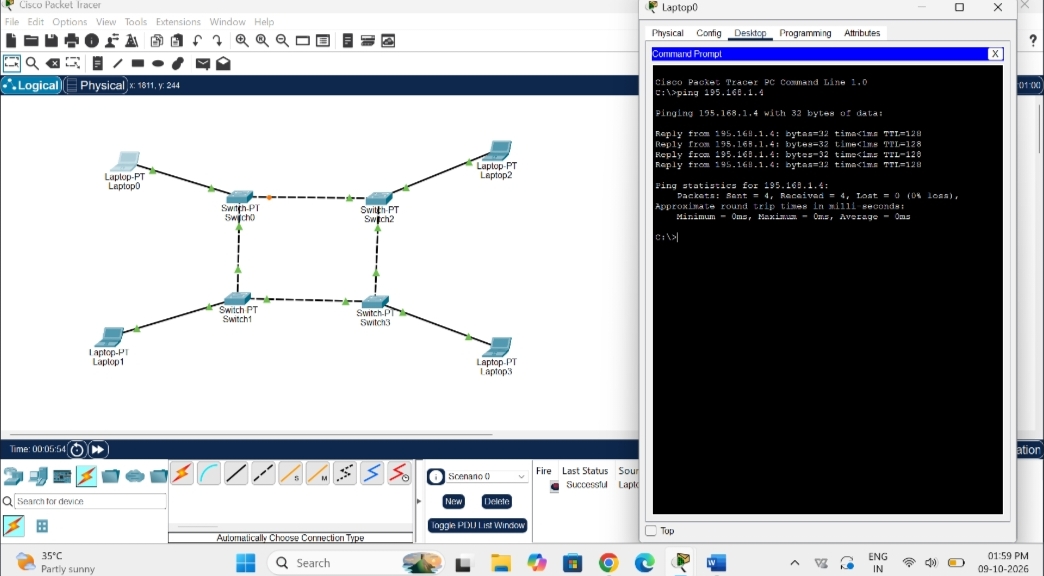 Cisco Packet Tracer
File Edit Options View Tools Extensions Window Help
Logical Physical x: 1811, y: 244
01:00
Laptop-PT
Laptop0
Switch-PT
Switch0
Switch-PT
Switch2
Laptop-PT
Laptop2
Switch-PT
Switch1
Switch-PT
Switch3
Laptop-PT
Laptop1
Laptop-PT
Laptop3
Laptop0
Physical Config Desktop Programming Attributes
Command Prompt X
Cisco Packet Tracer PC Command Line 1.0
C:\>ping 195.168.1.4
Pinging 195.168.1.4 with 32 bytes of data:
Reply from 195.168.1.4: bytes=32 time<1ms TTL=128
Reply from 195.168.1.4: bytes=32 time<1ms TTL=128
Reply from 195.168.1.4: bytes=32 time<1ms TTL=128
Reply from 195.168.1.4: bytes=32 time<1ms TTL=128
Ping statistics for 195.168.1.4:
Packets: Sent = 4, Received = 4, Lost = 0 (0% loss),
Approximate round trip times in milli-seconds:
Minimum = 0ms, Maximum = 0ms, Average = 0ms
C:\>
Top
Time: 00:05:54
ation
Search for device
S M
Automatically Choose Connection Type
Scenario 0
New Delete
Toggle PDU List Window
Fire Last Status Sour
Successful Lapto
35°C
Partly sunny
Search
ENG
IN
01:59 PM
09-10-2026